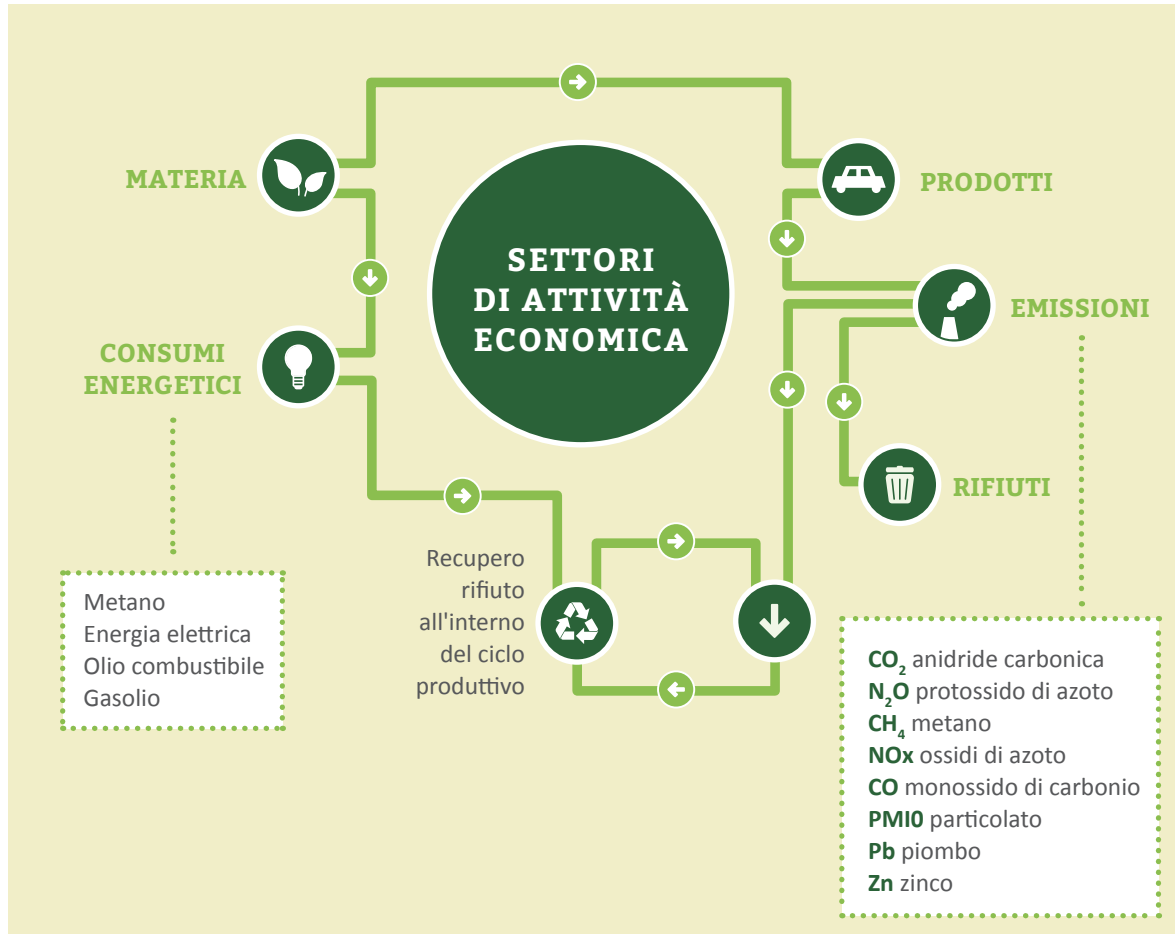 MATERIA
SETTORI
DI ATTIVITÀ
ECONOMICA
PRODOTTI
EMISSIONI
CONSUMI
ENERGETICI
RIFIUTI
Recupero
rifiuto
all'interno
del ciclo
produttivo
Metano
Energia elettrica
Olio combustibile
Gasolio
CO₂ anidride carbonica
N₂O protossido di azoto
CH₄ metano
NOx ossidi di azoto
CO monossido di carbonio
PMI0 particolato
Pb piombo
Zn zinco